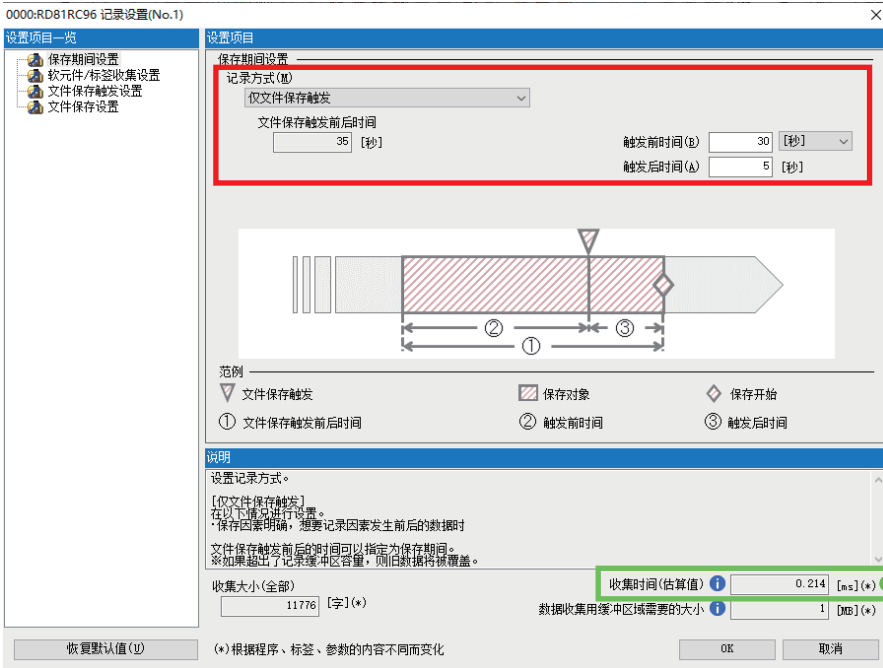 0000:RD81RC96 记录设置(No.1)
设置项目一览
保存期间设置
软元件/标签收集设置
文件保存触发设置
文件保存设置
设置项目
保存期间设置
记录方式(M)
仅文件保存触发
文件保存触发前后时间
35 [秒]
触发前时间(B) 30 [秒]
触发后时间(A) 5 [秒]
② ③
①
范例
文件保存触发 保存对象 保存开始
① 文件保存触发前后时间 ② 触发前时间 ③ 触发后时间
说明
设置记录方式。
[仅文件保存触发]
在以下情况进行设置。
·保存因素明确，想要记录因素发生前后的数据时
文件保存触发前后的时间可以指定为保存期间。
※如果超出了记录缓冲区容量，则旧数据将被覆盖。
收集大小(全部)
11776 [字](*)
收集时间(估算值) 0.214 [ms](*)
数据收集用缓冲区域需要的大小 1 [MB](*)
恢复默认值(U) (*)根据程序、标签、参数的内容不同而变化 OK 取消